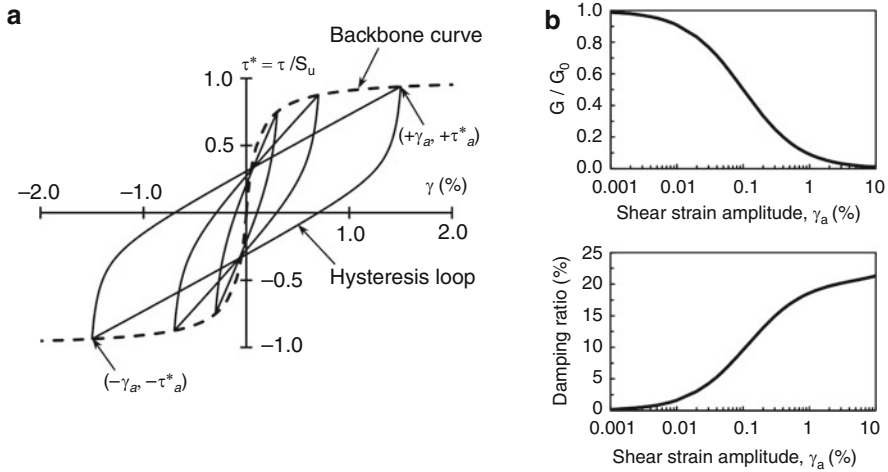 a
Backbone curve
τ* = τ /Sᵤ
1.0
(+γₐ, +τ*ₐ)
0.5
−2.0
−1.0
γ (%)
1.0
2.0
−0.5
Hysteresis loop
−1.0
(−γₐ, −τ*ₐ)
b
G / G₀
1.0
0.8
0.6
0.4
0.2
0.0
0.001
0.01
0.1
1
10
Shear strain amplitude, γₐ (%)
Damping ratio (%)
25
20
15
10
5
0
0.001
0.01
0.1
1
10
Shear strain amplitude, γₐ (%)